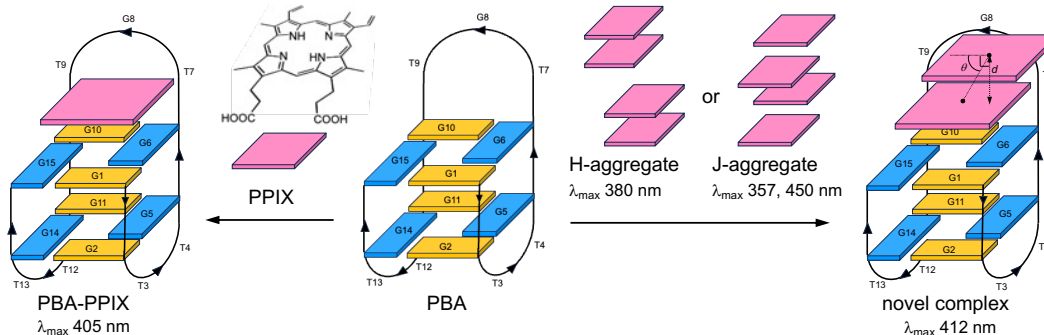 G8
T9
T7
G10
G6
G15
G1
G11
G5
G14
G2
T4
T12
T13
T3
PBA-PPIX
λmax 405 nm
NH
N
N
HN
HOOC
COOH
PPIX
G8
T9
T7
G10
G6
G15
G1
G11
G5
G14
G2
T4
T12
T13
T3
PBA
or
H-aggregate
λmax 380 nm
J-aggregate
λmax 357, 450 nm
G8
θ
d
T9
G10
G6
G15
G1
G11
G5
G14
G2
T12
T13
T3
novel complex
λmax 412 nm